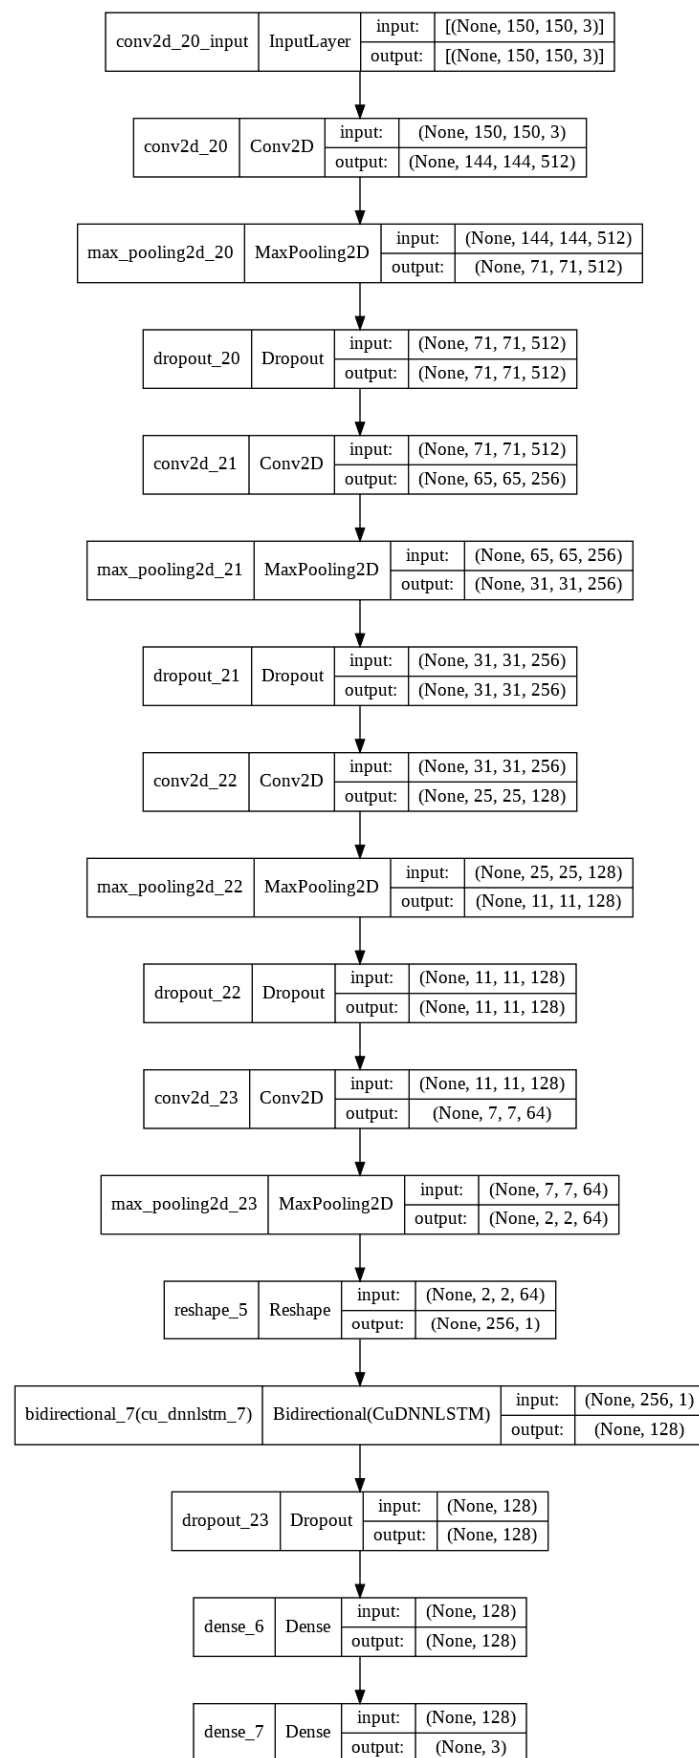 conv2d_20_input InputLayer input: [(None, 150, 150, 3)]
output: [(None, 150, 150, 3)]
conv2d_20 Conv2D input: (None, 150, 150, 3)
output: (None, 144, 144, 512)
max_pooling2d_20 MaxPooling2D input: (None, 144, 144, 512)
output: (None, 71, 71, 512)
dropout_20 Dropout input: (None, 71, 71, 512)
output: (None, 71, 71, 512)
conv2d_21 Conv2D input: (None, 71, 71, 512)
output: (None, 65, 65, 256)
max_pooling2d_21 MaxPooling2D input: (None, 65, 65, 256)
output: (None, 31, 31, 256)
dropout_21 Dropout input: (None, 31, 31, 256)
output: (None, 31, 31, 256)
conv2d_22 Conv2D input: (None, 31, 31, 256)
output: (None, 25, 25, 128)
max_pooling2d_22 MaxPooling2D input: (None, 25, 25, 128)
output: (None, 11, 11, 128)
dropout_22 Dropout input: (None, 11, 11, 128)
output: (None, 11, 11, 128)
conv2d_23 Conv2D input: (None, 11, 11, 128)
output: (None, 7, 7, 64)
max_pooling2d_23 MaxPooling2D input: (None, 7, 7, 64)
output: (None, 2, 2, 64)
reshape_5 Reshape input: (None, 2, 2, 64)
output: (None, 256, 1)
bidirectional_7(cu_dnnlstm_7) Bidirectional(CuDNNLSTM) input: (None, 256, 1)
output: (None, 128)
dropout_23 Dropout input: (None, 128)
output: (None, 128)
dense_6 Dense input: (None, 128)
output: (None, 128)
dense_7 Dense input: (None, 128)
output: (None, 3)